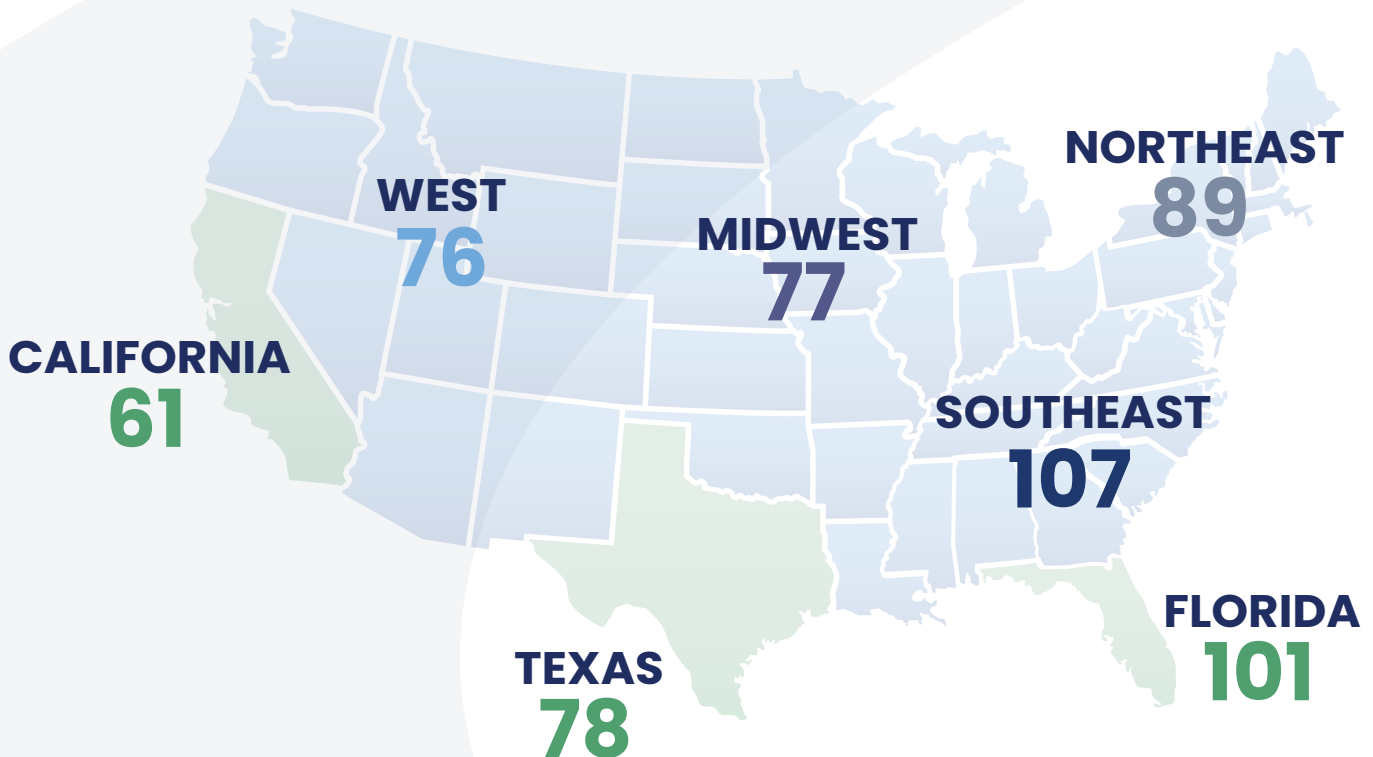 NORTHEAST
89
WEST
76
MIDWEST
77
CALIFORNIA
61
SOUTHEAST
107
FLORIDA
101
TEXAS
78